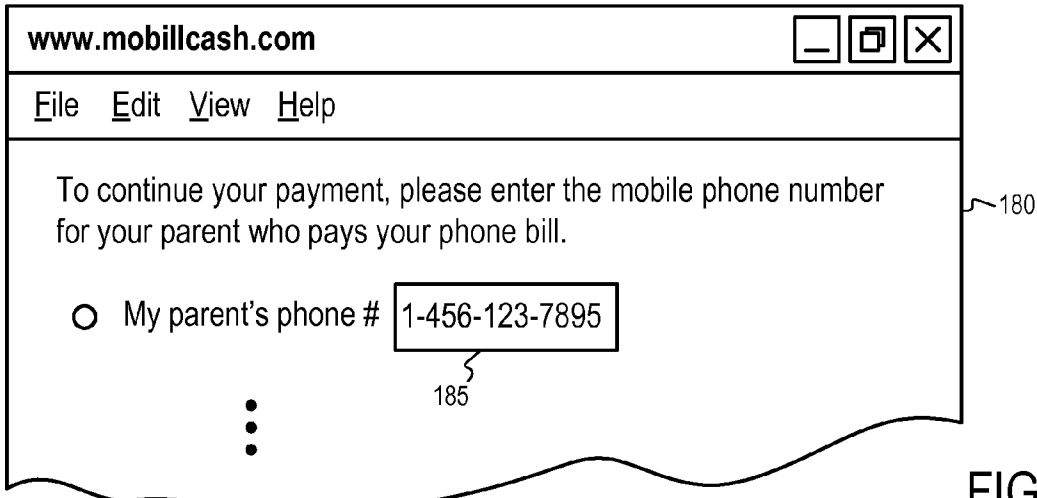 www.mobillcash.com
File Edit View Help
To continue your payment, please enter the mobile phone number
for your parent who pays your phone bill.
180
My parent's phone # 1-456-123-7895
185
FIG